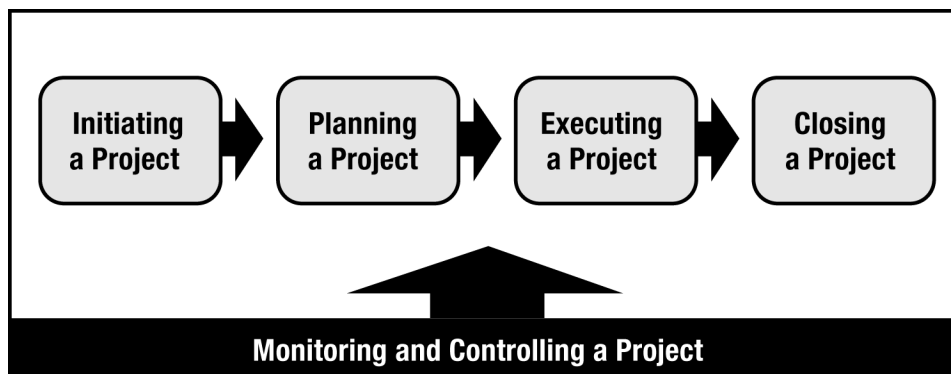 Initiating
a Project
Planning
a Project
Executing
a Project
Closing
a Project
Monitoring and Controlling a Project